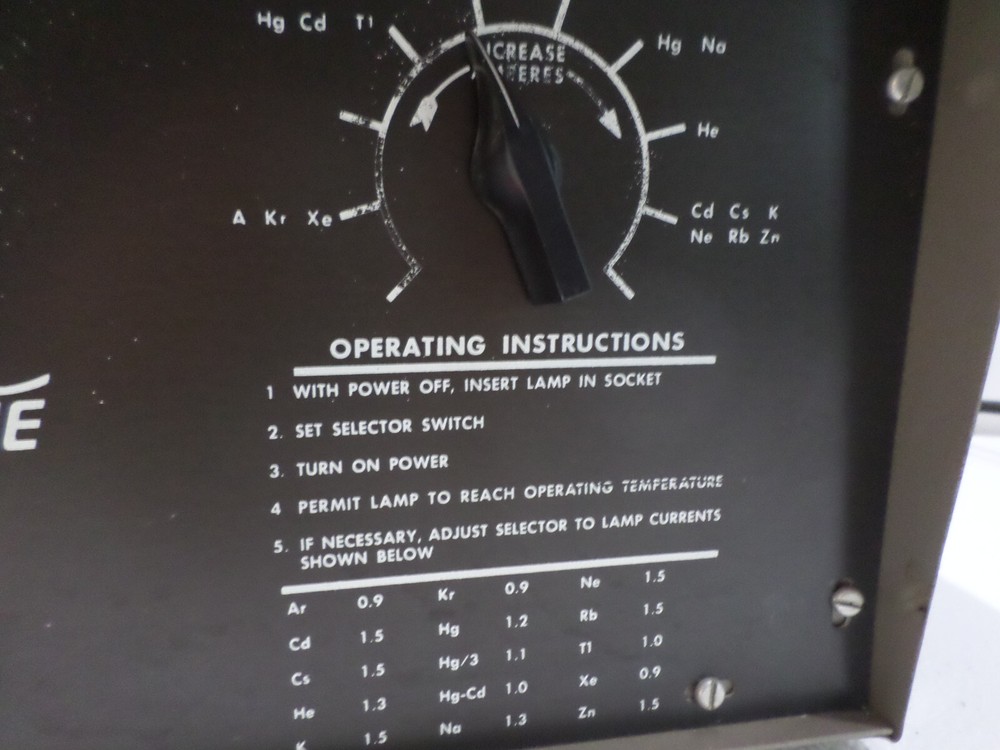 Hg Cd Tl
Hg Na
CREASE
ERES
He
A Kr Xe
Cd Cs K
Ne Rb Zn
OPERATING INSTRUCTIONS
1 WITH POWER OFF, INSERT LAMP IN SOCKET
2. SET SELECTOR SWITCH
3. TURN ON POWER
4 PERMIT LAMP TO REACH OPERATING TEMPERATURE
5. IF NECESSARY, ADJUST SELECTOR TO LAMP CURRENTS
SHOWN BELOW
E
Ar 0.9 Kr 0.9 Ne 1.5
Cd 1.5 Hg 1.2 Rb 1.5
Cs 1.5 Hg/3 1.1 Tl 1.0
He 1.3 Hg-Cd 1.0 Xe 0.9
K 1.5 Na 1.3 Zn 1.5